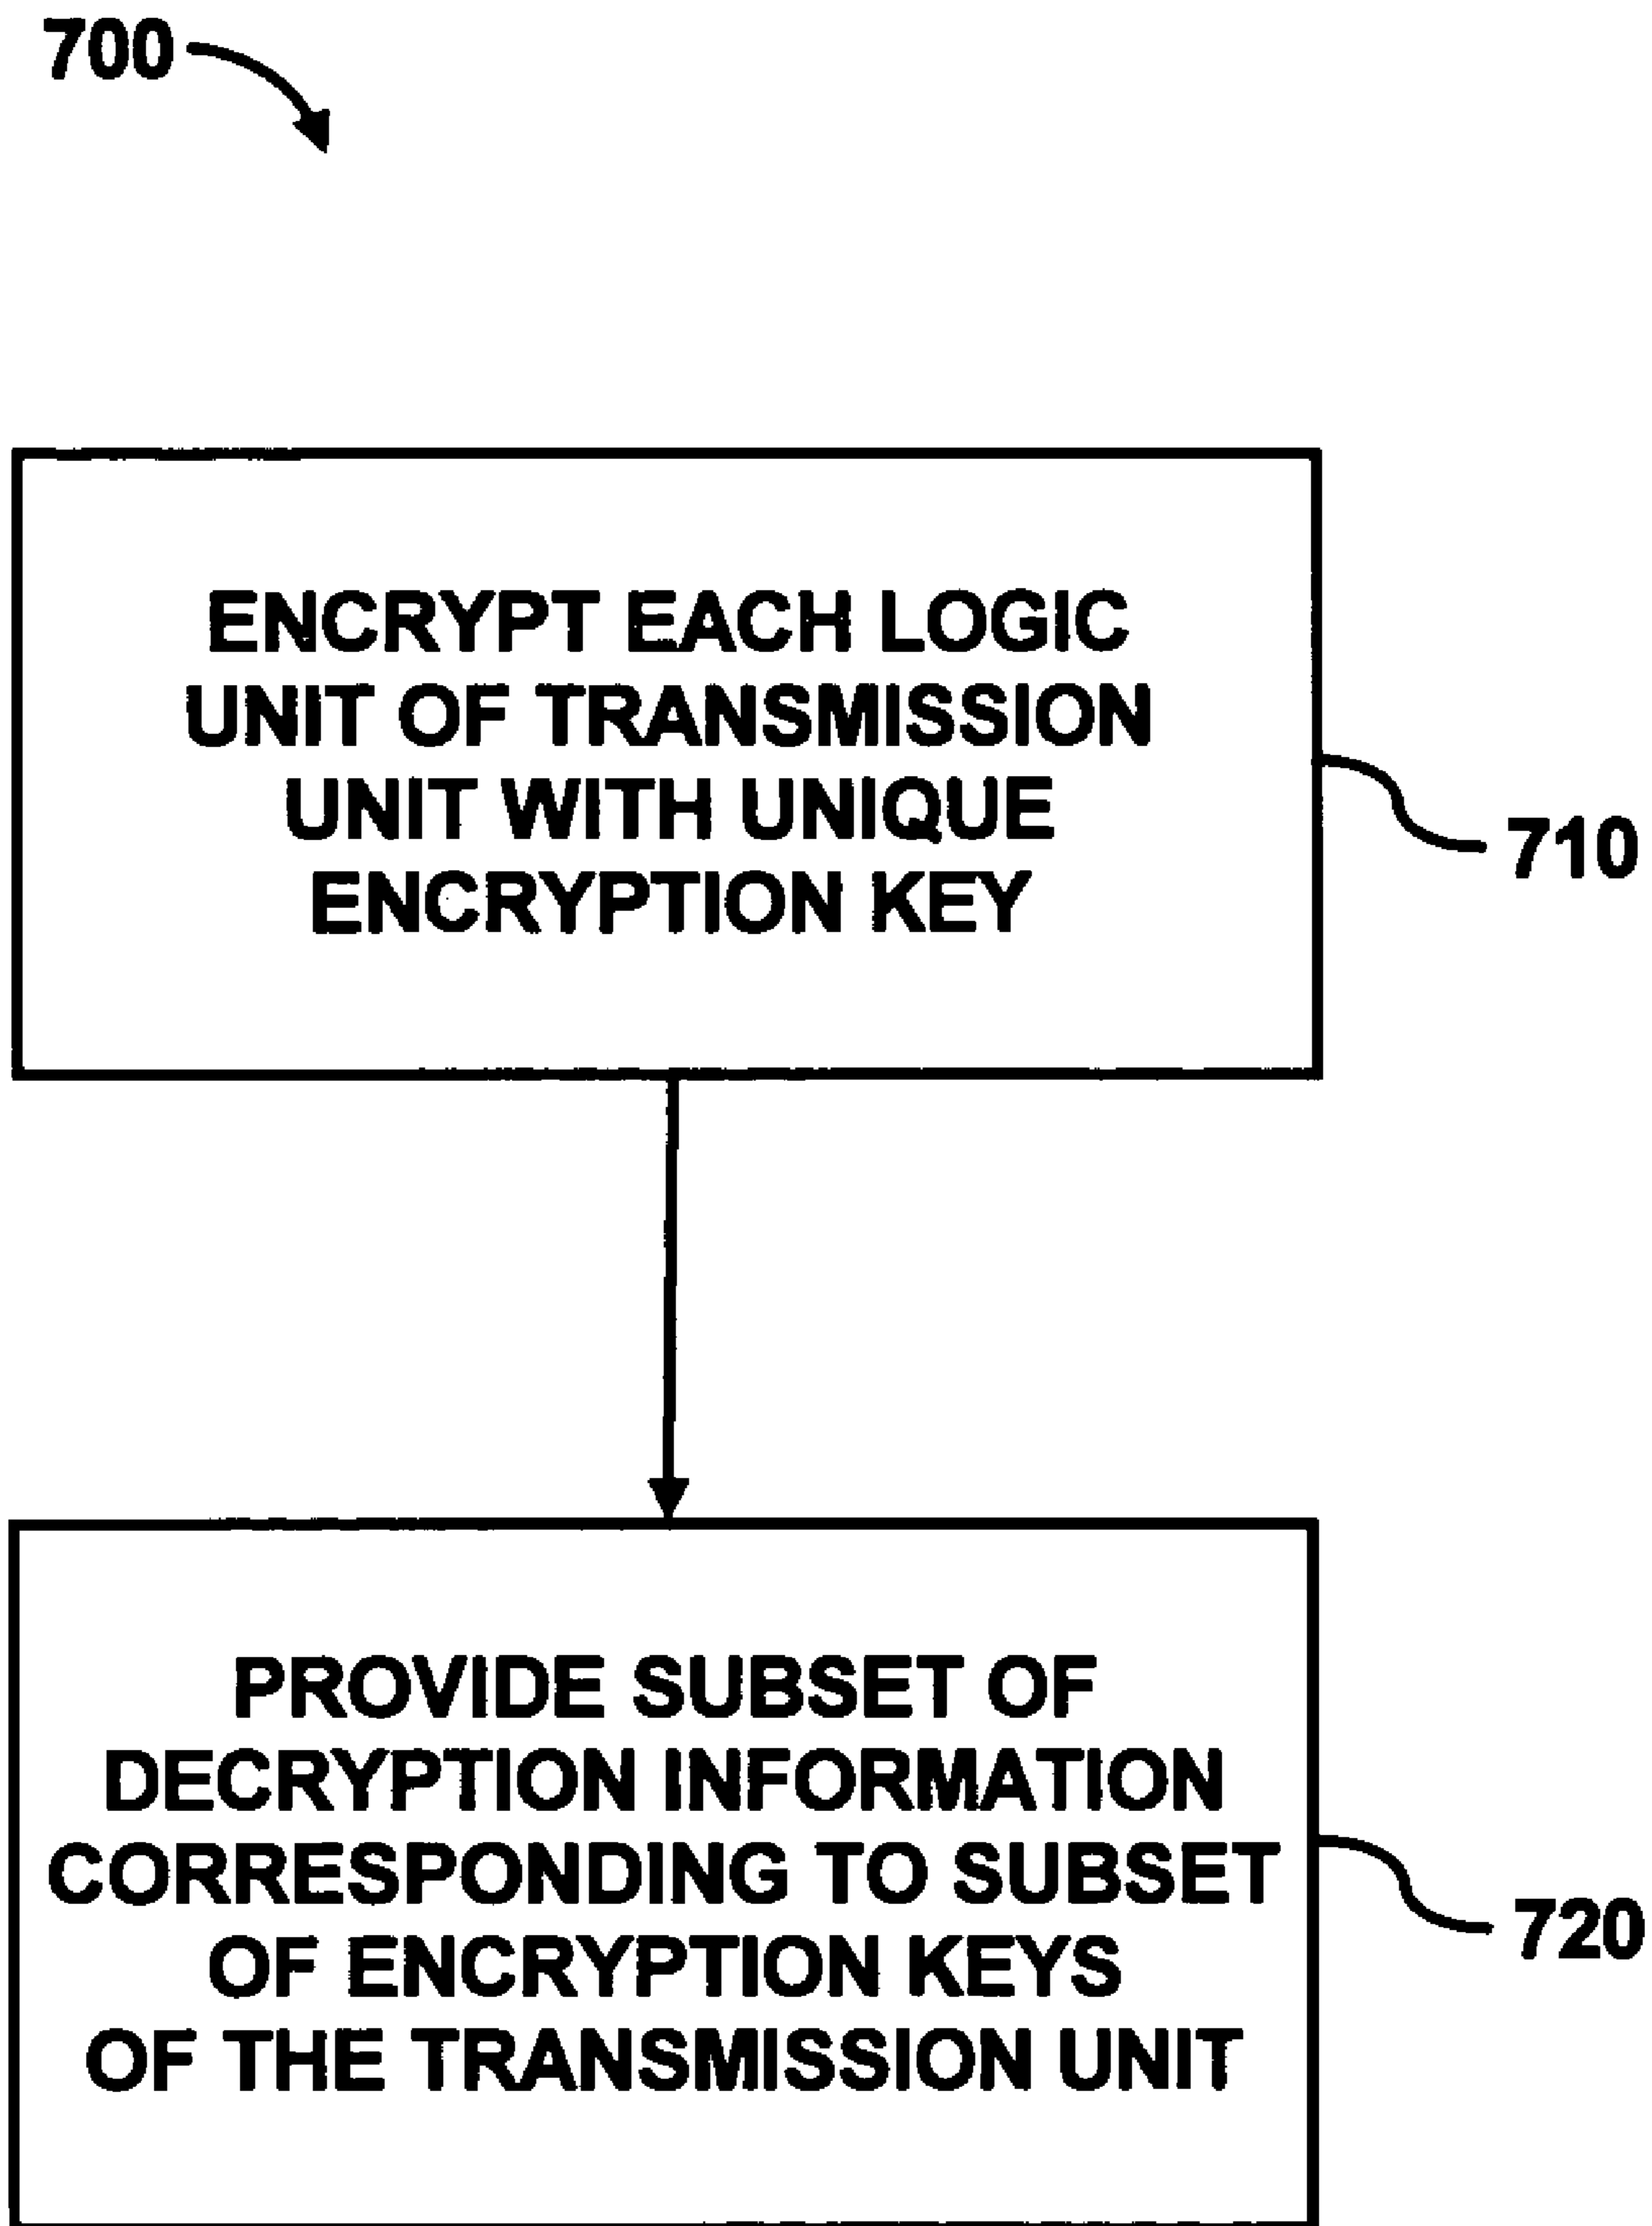 700
ENCRYPT EACH LOGIC
UNIT OF TRANSMISSION
UNIT WITH UNIQUE
ENCRYPTION KEY
710
PROVIDE SUBSET OF
DECRYPTION INFORMATION
CORRESPONDING TO SUBSET
OF ENCRYPTION KEYS
OF THE TRANSMISSION UNIT
720